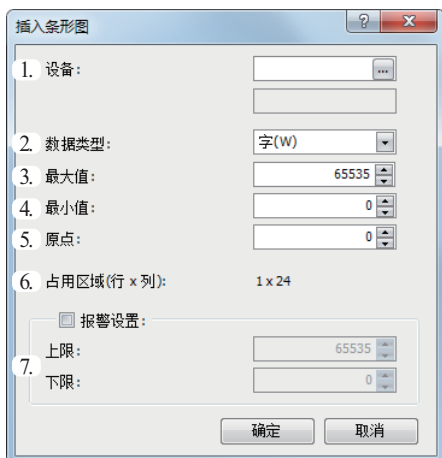 插入条形图
1. 设备:
...
2. 数据类型: 字(W)
3. 最大值: 65535
4. 最小值: 0
5. 原点: 0
6. 占用区域(行 x 列): 1 x 24
报警设置:
7.
上限: 65535
下限: 0
确定 取消